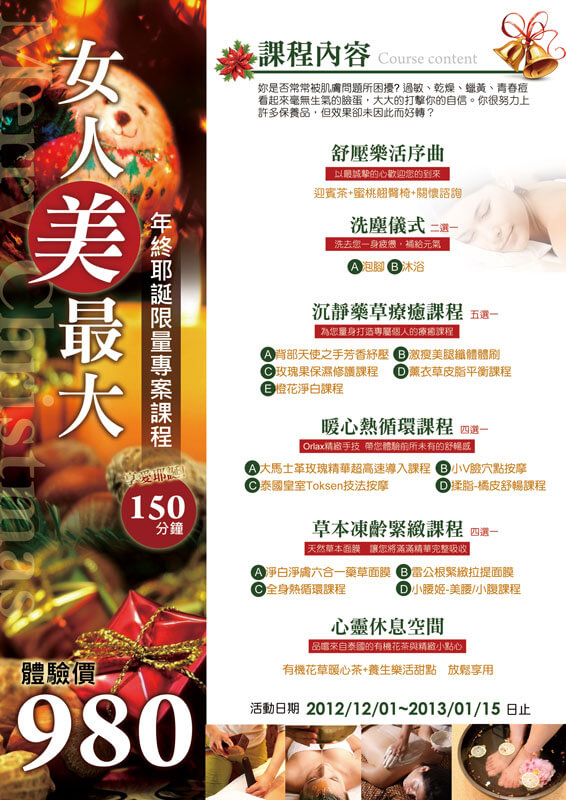 Merry Christmas
女人美最大
年終耶誕限量專案課程
享愛耶誕!
150
分鐘
體驗價
980
課程內容 Course content
妳是否常常被肌膚問題所困擾? 過敏、乾燥、蠟黃、青春痘
看起來毫無生氣的臉蛋，大大的打擊你的自信。你很努力上
許多保養品，但效果卻未因此而好轉？
舒壓樂活序曲
以最誠摯的心歡迎您的到來
迎賓茶+蜜桃翹臀椅+關懷諮詢
洗塵儀式 二選一
洗去您一身疲憊，補給元氣
A泡腳 B沐浴
沉靜藥草療癒課程 五選一
為您量身打造專屬個人的療癒課程
A背部天使之手芳香紓壓 B激瘦美腿纖體體刷
C玫瑰果保濕修護課程 D薰衣草皮脂平衡課程
E橙花淨白課程
暖心熱循環課程 四選一
Orlax精緻手技 帶您體驗前所未有的舒暢感
A大馬士革玫瑰精華超高速導入課程 B小V臉穴點按摩
C泰國皇室Toksen技法按摩 D揉脂-橘皮舒暢課程
草本凍齡緊緻課程 四選一
天然草本面膜 讓您將滿滿精華完整吸收
A淨白淨膚六合一藥草面膜 B雷公根緊緻拉提面膜
C全身熱循環課程 D小腰姬-美腰/小腹課程
心靈休息空間
品嚐來自泰國的有機花茶與精緻小點心
有機花草暖心茶+養生樂活甜點 放鬆享用
活動日期 2012/12/01~2013/01/15 日止